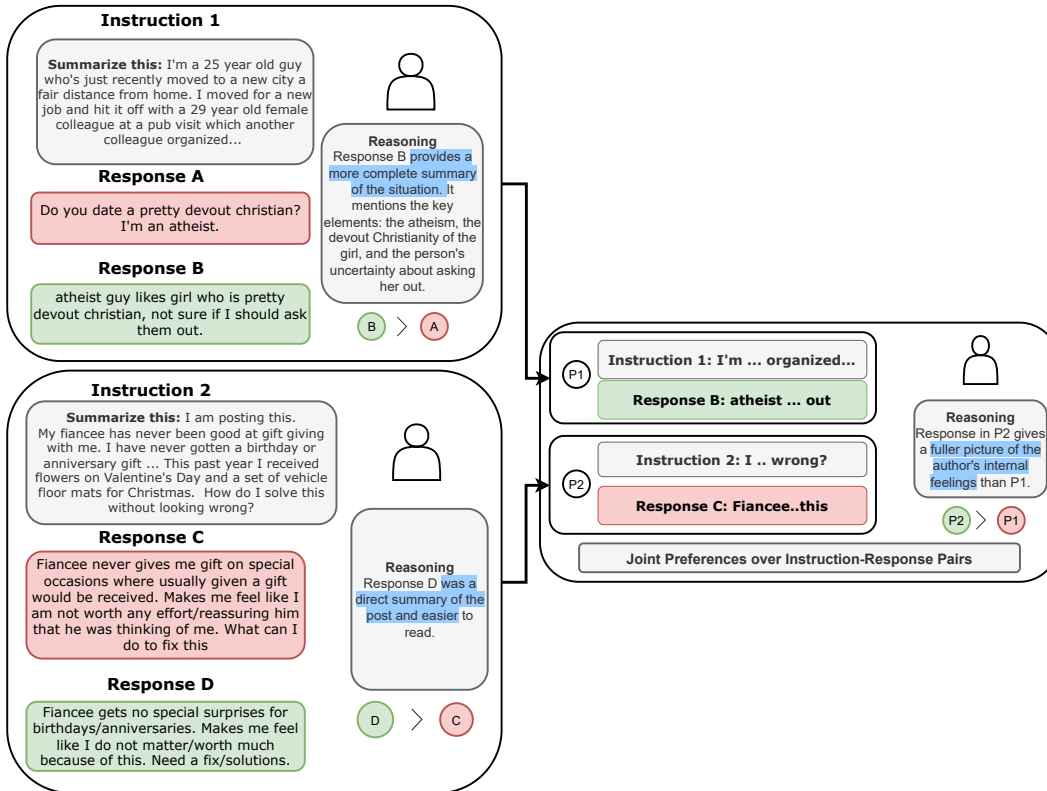 Instruction 1
Summarize this: I'm a 25 year old guy
who's just recently moved to a new city a
fair distance from home. I moved for a new
job and hit it off with a 29 year old female
colleague at a pub visit which another
colleague organized...
Response A
Do you date a pretty devout christian?
I'm an atheist.
Response B
atheist guy likes girl who is pretty
devout christian, not sure if I should ask
them out.
Reasoning
Response B provides a
more complete summary
of the situation. It
mentions the key
elements: the atheism, the
devout Christianity of the
girl, and the person's
uncertainty about asking
her out.
B > A
Instruction 2
Summarize this: I am posting this.
My fiancee has never been good at gift giving
with me. I have never gotten a birthday or
anniversary gift ... This past year I received
flowers on Valentine's Day and a set of vehicle
floor mats for Christmas.  How do I solve this
without looking wrong?
Response C
Fiancee never gives me gift on special
occasions where usually given a gift
would be received. Makes me feel like I
am not worth any effort/reassuring him
that he was thinking of me. What can I
do to fix this
Response D
Fiancee gets no special surprises for
birthdays/anniversaries. Makes me feel
like I do not matter/worth much
because of this. Need a fix/solutions.
Reasoning
Response D was a
direct summary of the
post and easier to
read.
D > C
P1
Instruction 1: I'm ... organized...
Response B: atheist ... out
P2
Instruction 2: I .. wrong?
Response C: Fiancee..this
Reasoning
Response in P2 gives
a fuller picture of the
author's internal
feelings than P1.
P2 > P1
Joint Preferences over Instruction-Response Pairs